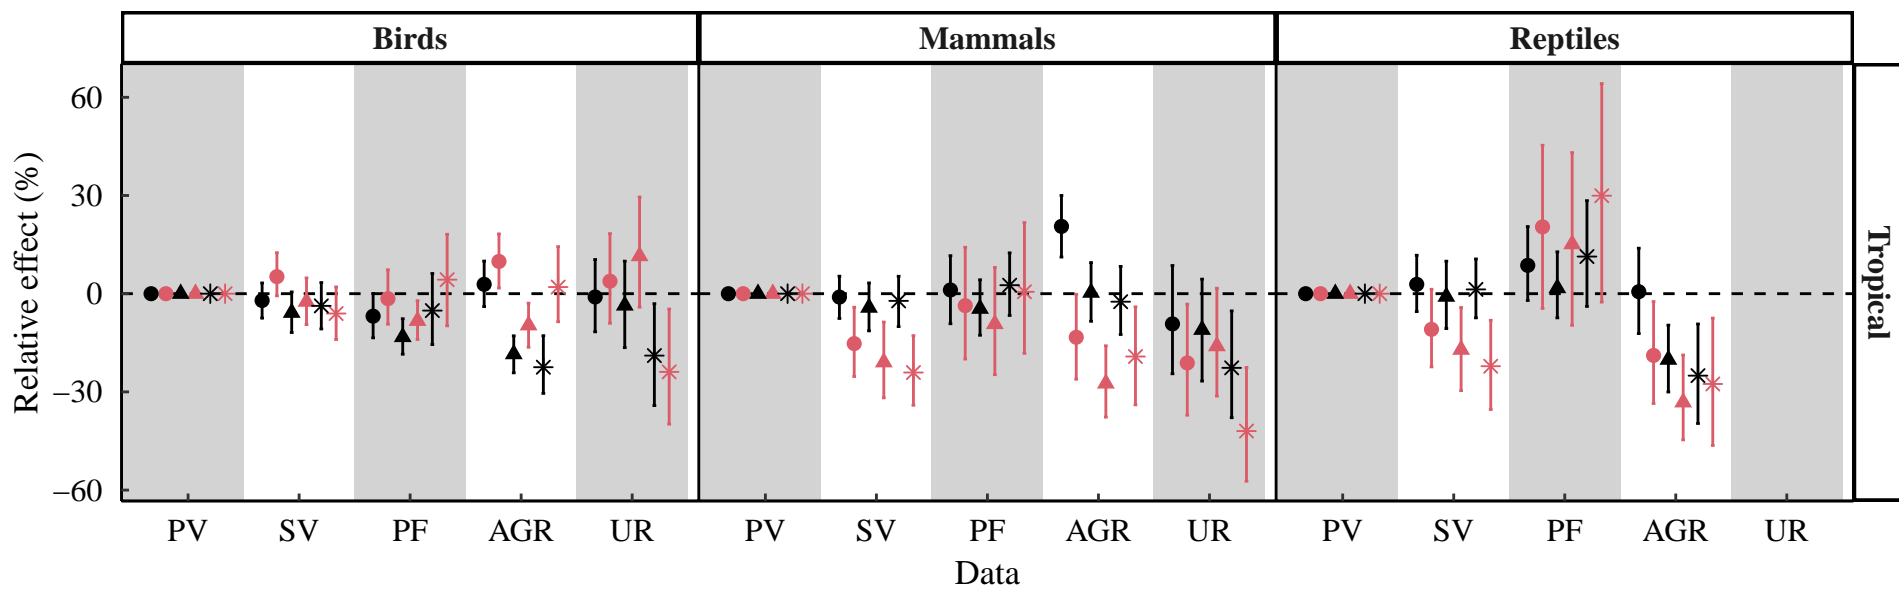 Birds Mammals Reptiles
Tropical
Relative effect (%)
60
30
0
−30
−60
PV SV PF AGR UR PV SV PF AGR UR PV SV PF AGR UR
Data